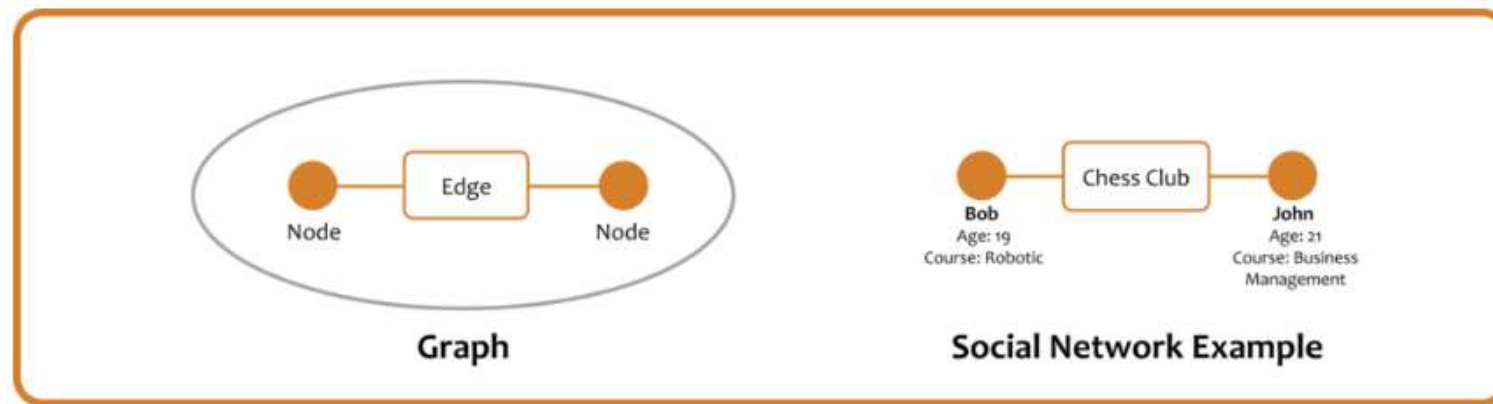 Edge
Node
Node
Graph
Chess Club
Bob
Age: 19
Course: Robotic
John
Age: 21
Course: Business
Management
Social Network Example